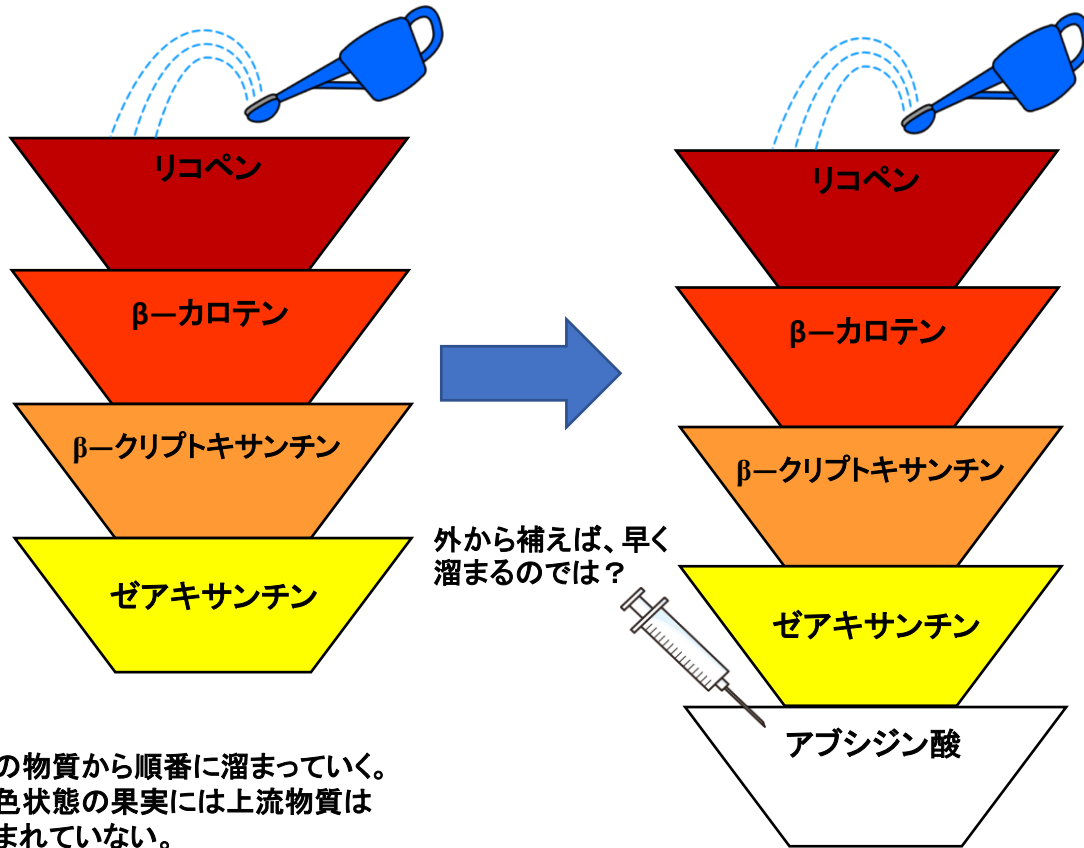 リコペン
β―カロテン
β―クリプトキサンチン
ゼアキサンチン
の物質から順番に溜まっていく。
色状態の果実には上流物質は
まれていない。
外から補えば、早く
溜まるのでは？
リコペン
β―カロテン
β―クリプトキサンチン
ゼアキサンチン
アブシジン酸